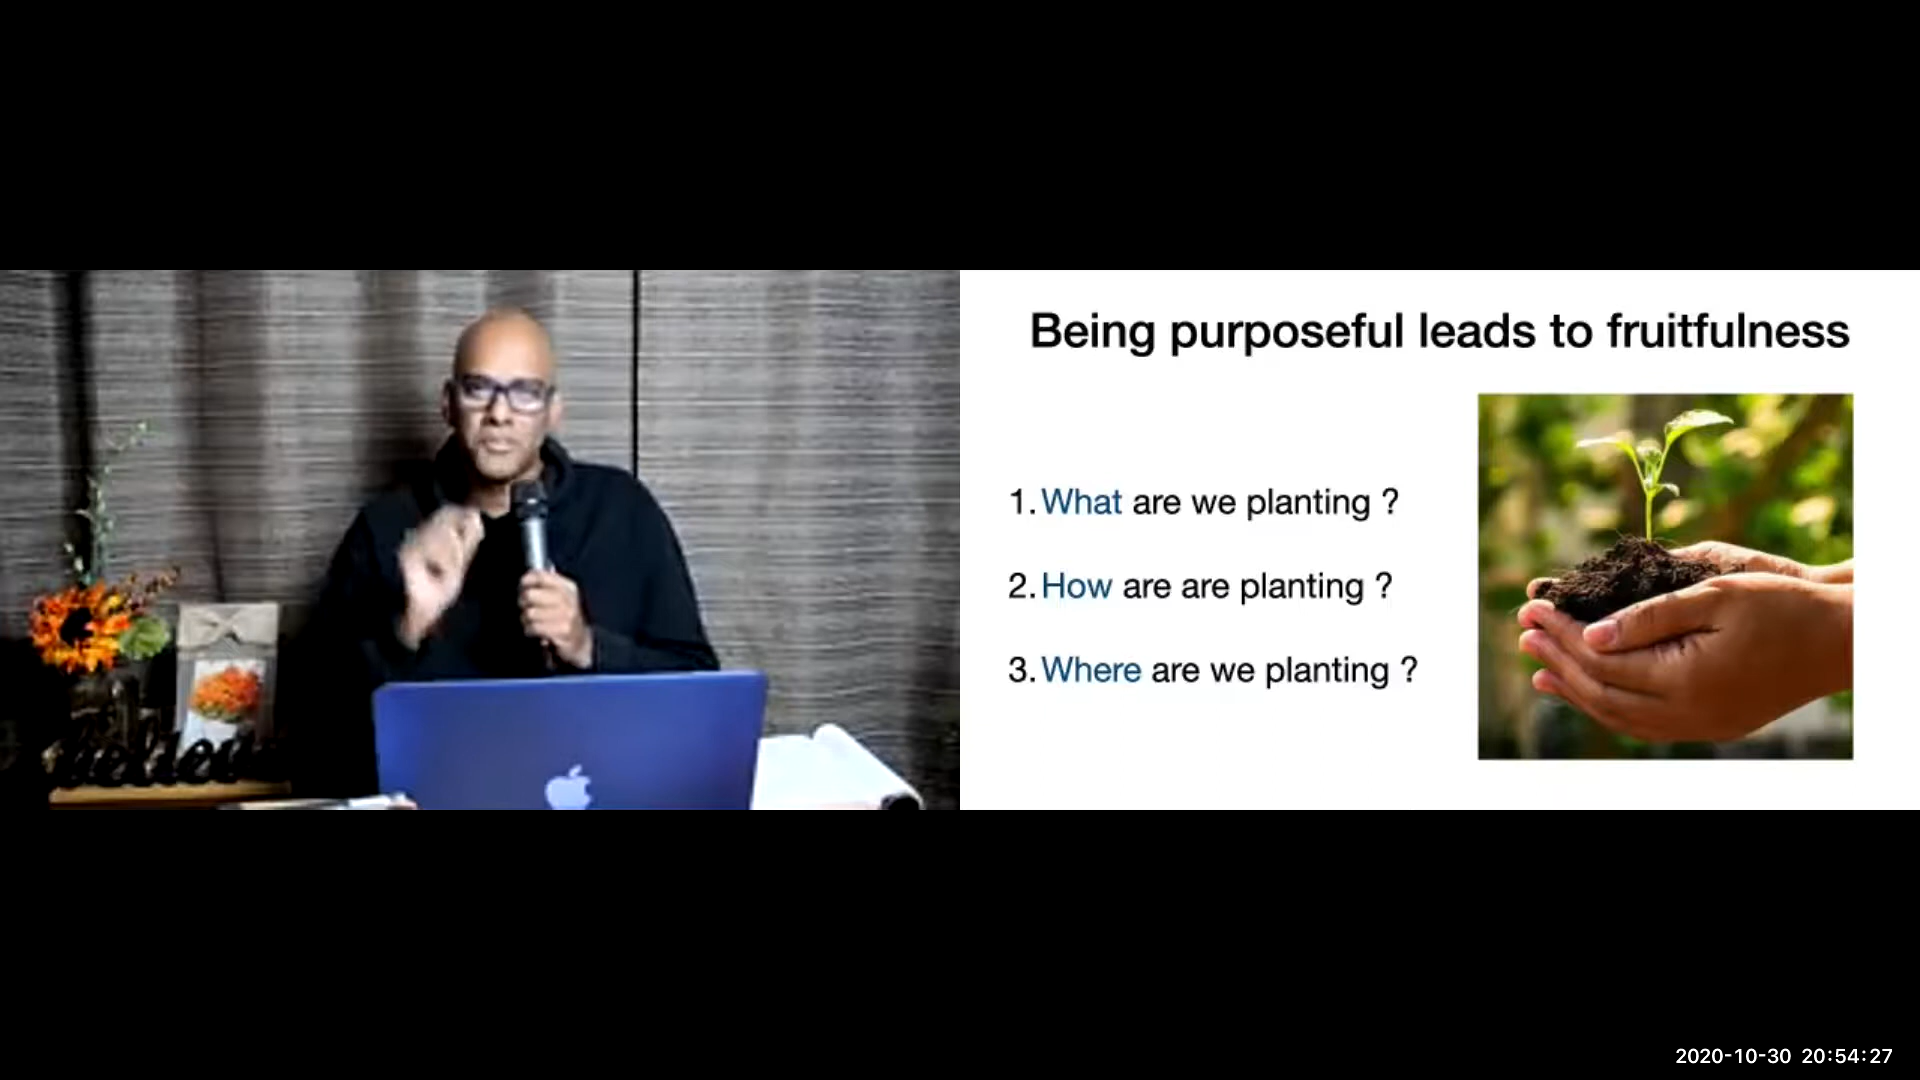 Being purposeful leads to fruitfulness
1. What are we planting ?
2. How are are planting ?
3. Where are we planting ?
believe
2020-10-30 20:54:27